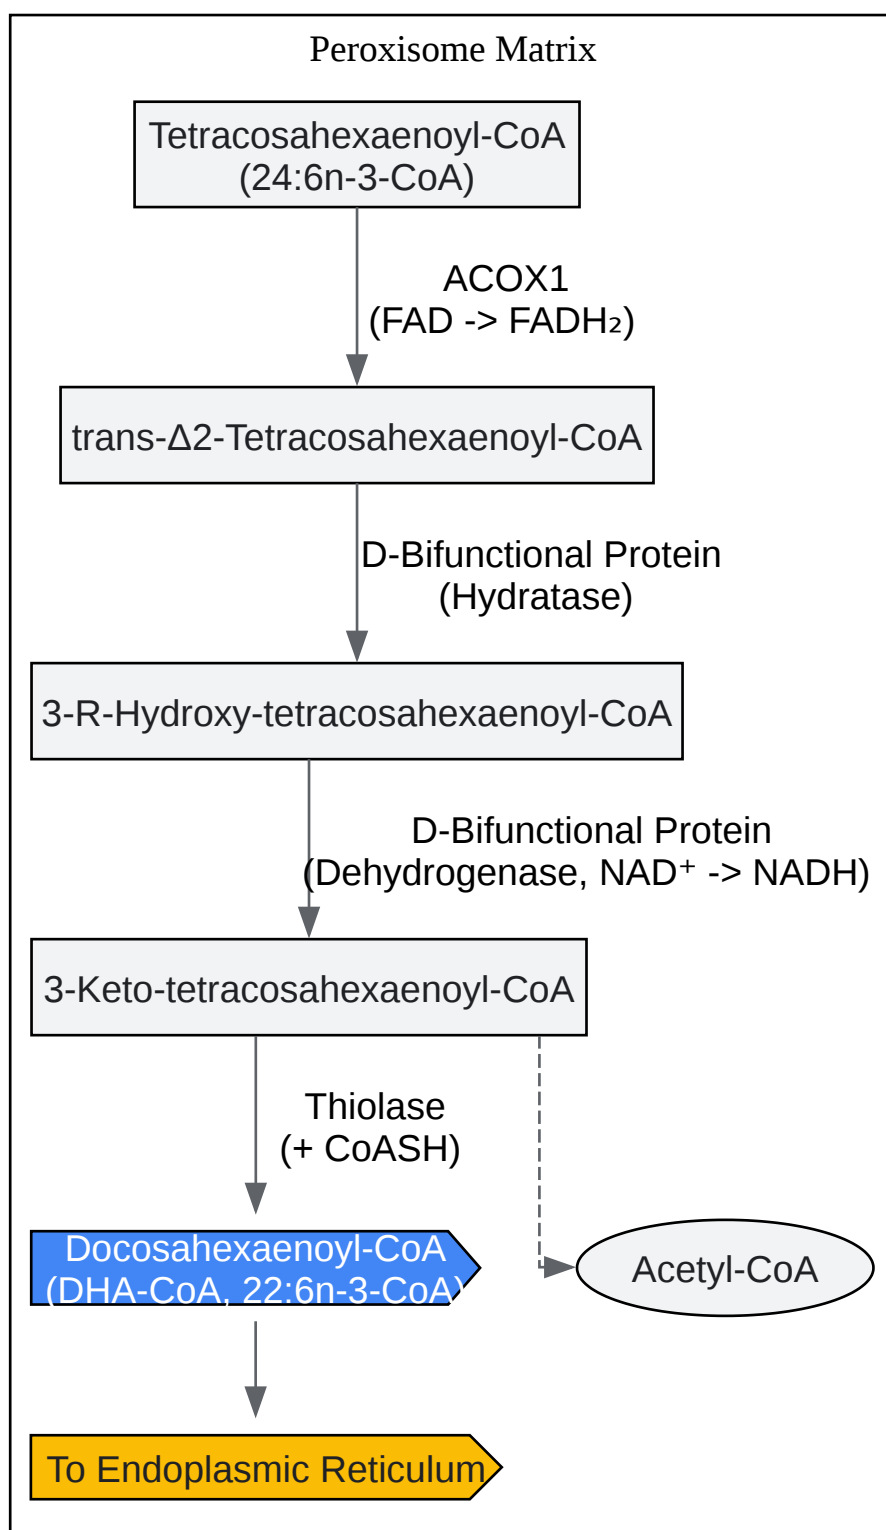 Peroxisome Matrix
Tetracosahexaenoyl-CoA
(24:6n-3-CoA)
ACOX1
(FAD -> FADH₂)
trans-Δ2-Tetracosahexaenoyl-CoA
D-Bifunctional Protein
(Hydratase)
3-R-Hydroxy-tetracosahexaenoyl-CoA
D-Bifunctional Protein
(Dehydrogenase, NAD⁺ -> NADH)
3-Keto-tetracosahexaenoyl-CoA
Thiolase
(+ CoASH)
Docosahexaenoyl-CoA
(DHA-CoA, 22:6n-3-CoA)
Acetyl-CoA
To Endoplasmic Reticulum